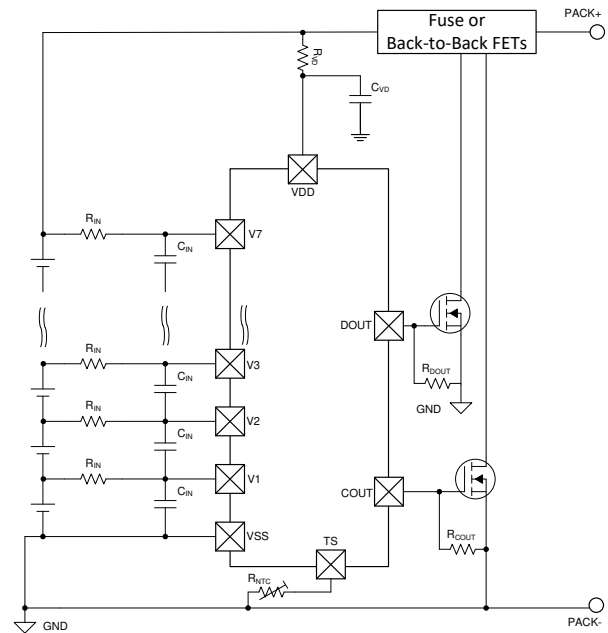 PACK+
Fuse or
Back-to-Back FETs
RVD
CVD
VDD
RIN
CIN
V7
DOUT
RDOUT
GND
RIN
CIN
V3
RIN
CIN
V2
RIN
CIN
V1
COUT
RCOUT
VSS
TS
RNTC
GND
PACK-